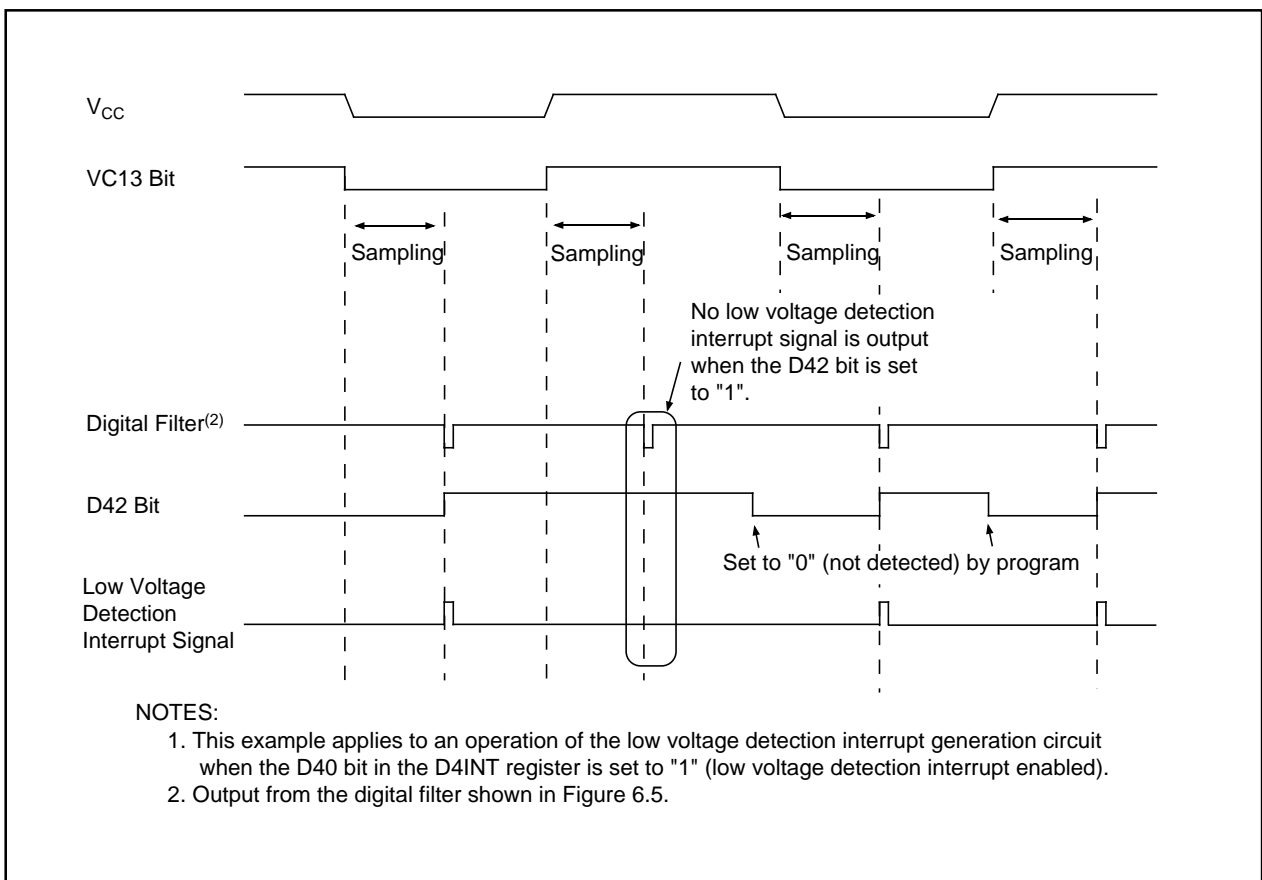 V_CC
VC13 Bit
Sampling
Sampling
Sampling
Sampling
No low voltage detection
interrupt signal is output
when the D42 bit is set
to "1".
Digital Filter(2)
D42 Bit
Set to "0" (not detected) by program
Low Voltage
Detection
Interrupt Signal
NOTES:
1. This example applies to an operation of the low voltage detection interrupt generation circuit
when the D40 bit in the D4INT register is set to "1" (low voltage detection interrupt enabled).
2. Output from the digital filter shown in Figure 6.5.